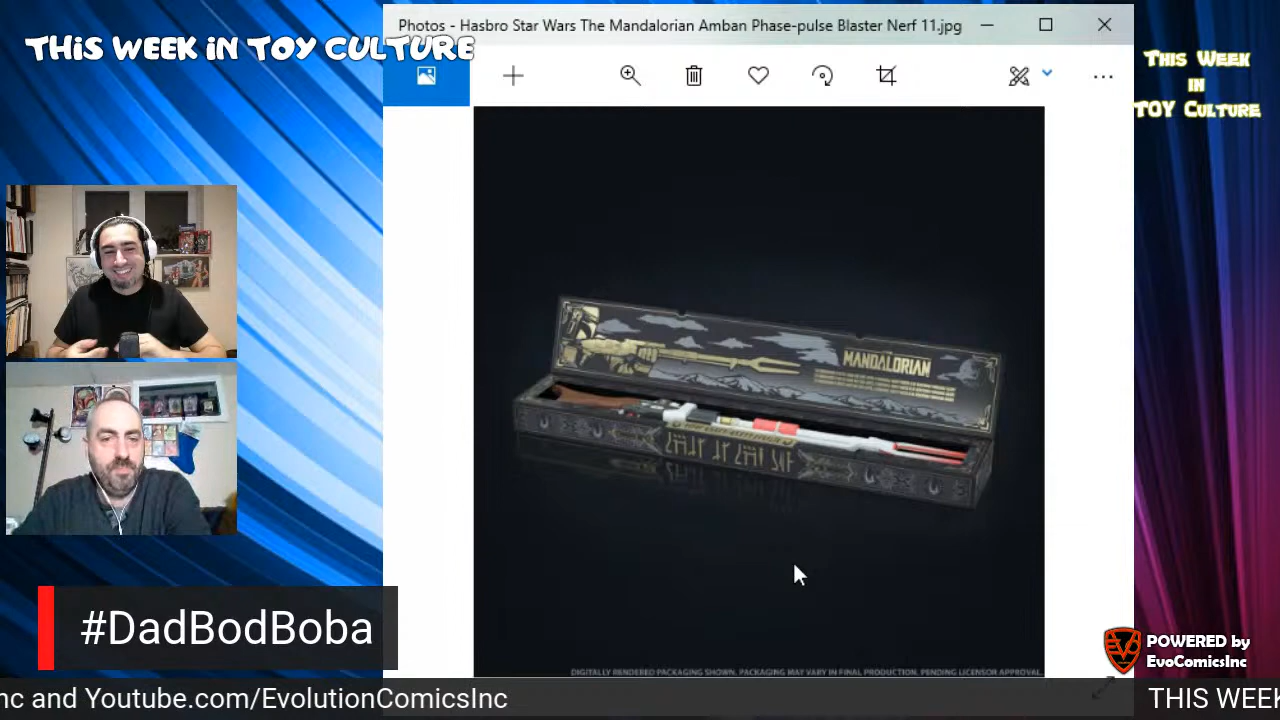 Photos - Hasbro Star Wars The Mandalorian Amban Phase-pulse Blaster Nerf 11.jpg
THiS WEEK iN TOY CULTURE
This Week
in
TOY Culture
MANDALORIAN
#DadBodBoba
DIGITALLY RENDERED PACKAGING SHOWN. PACKAGING MAY VARY IN FINAL PRODUCTION. PENDING LICENSOR APPROVAL.
POWERED by
EvoComicsInc
nc and Youtube.com/EvolutionComicsInc
THIS WEEK